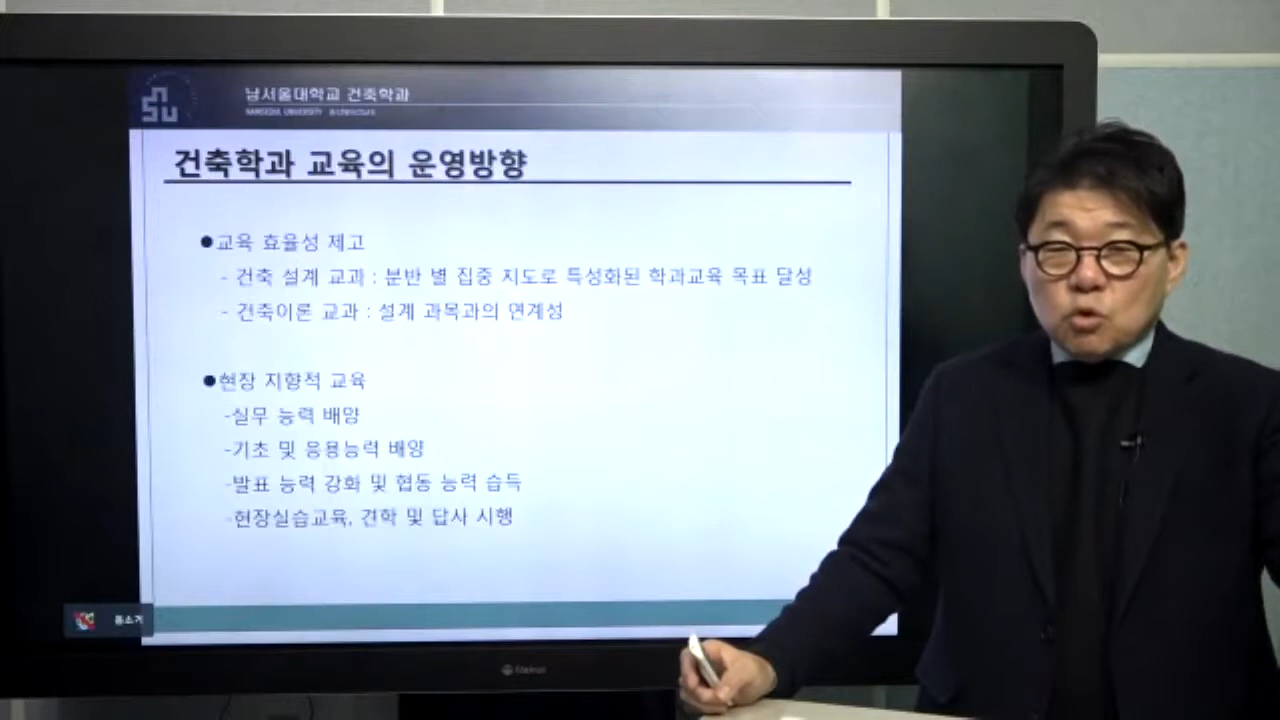 nsu
남서울대학교 건축학과
NAMSEOUL UNIVERSITY Architecture
건축학과 교육의 운영방향
●교육 효율성 제고
- 건축 설계 교과 : 분반 별 집중 지도로 특성화된 학과교육 목표 달성
- 건축이론 교과 : 설계 과목과의 연계성
●현장 지향적 교육
-실무 능력 배양
-기초 및 응용능력 배양
-발표 능력 강화 및 협동 능력 습득
-현장실습교육, 견학 및 답사 시행